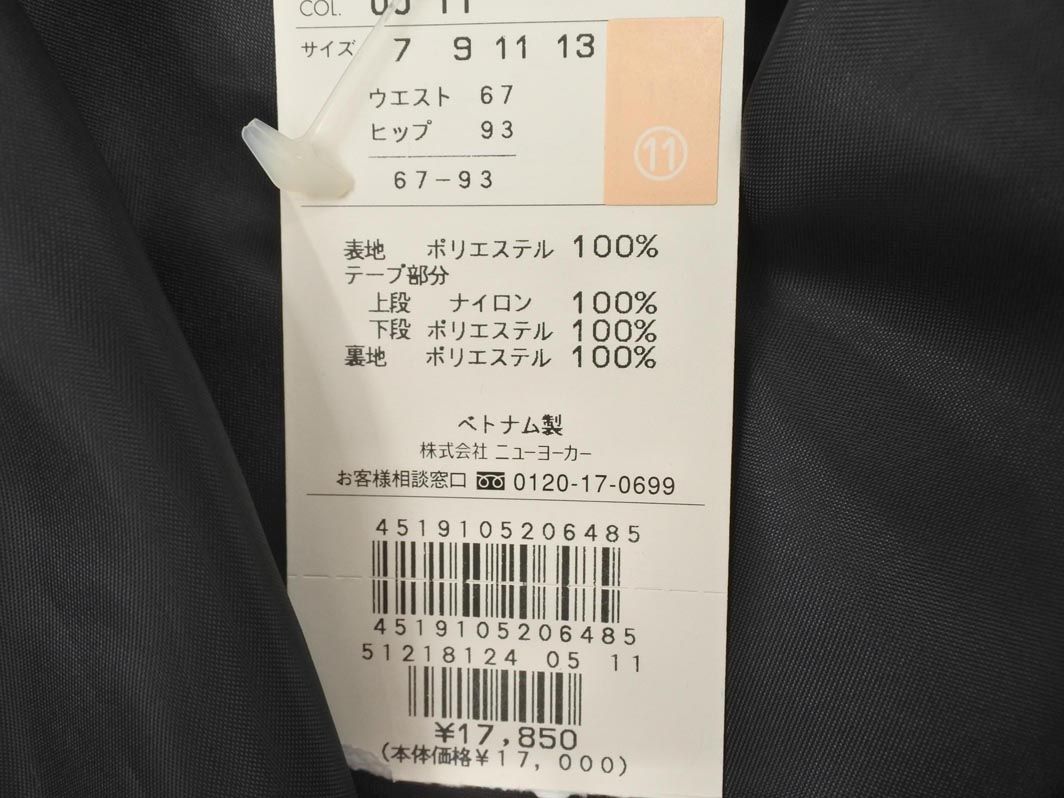 COL. 05 11
サイズ 7 9 11 13
ウエスト 67
ヒップ 93
67-93
11
表地 ポリエステル 100%
テープ部分
上段 ナイロン 100%
下段 ポリエステル 100%
裏地 ポリエステル 100%
ベトナム製
株式会社 ニューヨーカー
お客様相談窓口 0120-17-0699
4519105206485
4519105206485
51218124 05 11
¥17,850
(本体価格¥17,000)